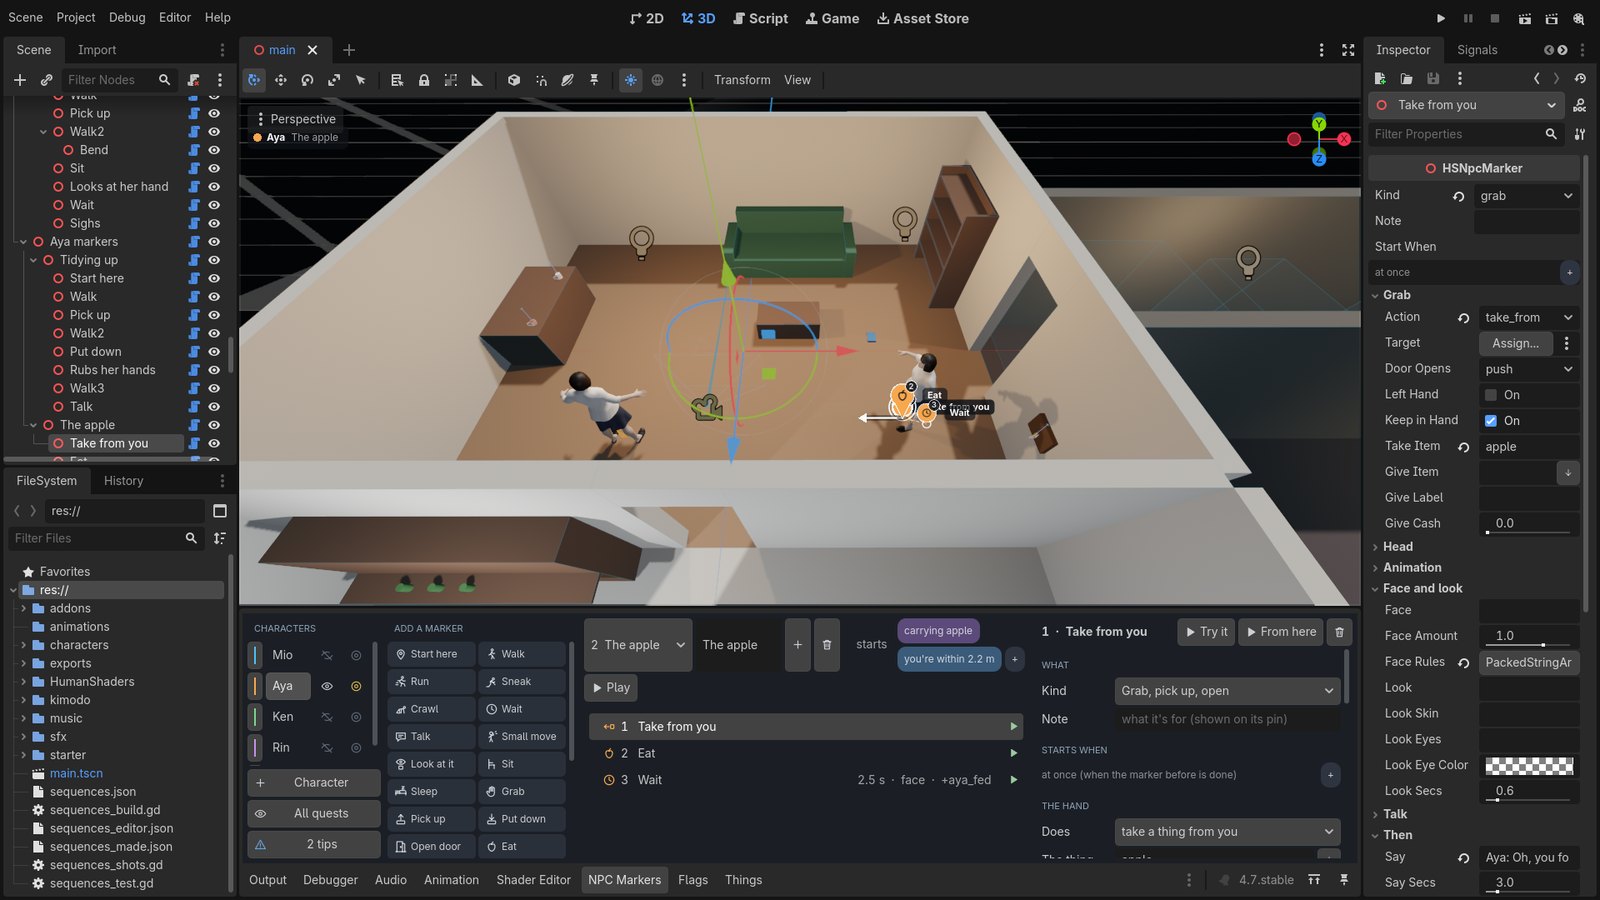 Scene Project Debug Editor Help
2D 3D Script Game Asset Store
Scene Import
Filter Nodes
Walk
Pick up
Walk2
Bend
Sit
Looks at her hand
Wait
Sighs
Aya markers
Tidying up
Start here
Walk
Pick up
Walk2
Put down
Rubs her hands
Walk3
Talk
The apple
Take from you
FileSystem History
res://
Filter Files
Favorites
res://
addons
animations
characters
exports
HumanShaders
kimodo
music
sfx
starter
main.tscn
sequences.json
sequences_build.gd
sequences_editor.json
sequences_made.json
sequences_shots.gd
sequences_test.gd
main
Transform View
Perspective
Aya The apple
Y
X
Z
2
Eat
3
e from you
Wait
CHARACTERS
Mio
Aya
Ken
Rin
Character
All quests
2 tips
ADD A MARKER
Start here Walk
Run Sneak
Crawl Wait
Talk Small move
Look at it Sit
Sleep Grab
Pick up Put down
Open door Eat
2 The apple
The apple
starts
carrying apple
you're within 2.2 m
Play
1 Take from you
2 Eat
3 Wait 2.5 s · face · +aya_fed
1 · Take from you
Try it From here
WHAT
Kind Grab, pick up, open
Note what it's for (shown on its pin)
STARTS WHEN
at once (when the marker before is done)
THE HAND
Does take a thing from you
The thing apple
Output Debugger Audio Animation Shader Editor NPC Markers Flags Things
4.7.stable
Inspector Signals
Take from you
Filter Properties
HSNpcMarker
Kind grab
Note
Start When
at once
Grab
Action take_from
Target Assign...
Door Opens push
Left Hand On
Keep in Hand On
Take Item apple
Give Item
Give Label
Give Cash 0.0
Head
Animation
Face and look
Face
Face Amount 1.0
Face Rules PackedStringAr
Look
Look Skin
Look Eyes
Look Eye Color
Look Secs 0.6
Talk
Then
Say Aya: Oh, you fo
Say Secs 3.0